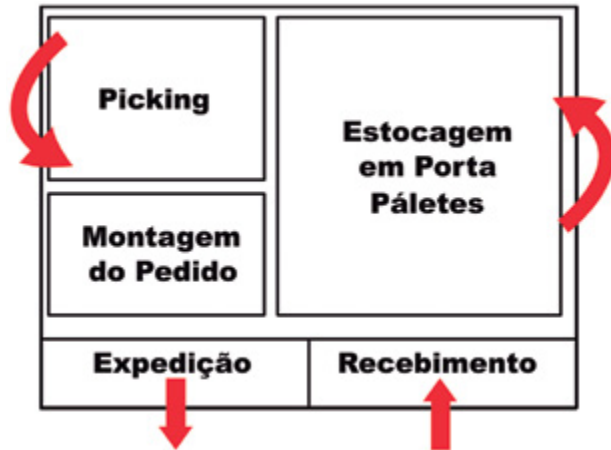 Picking
Estocagem
em Porta
Páletes
Montagem
do Pedido
Expedição
Recebimento